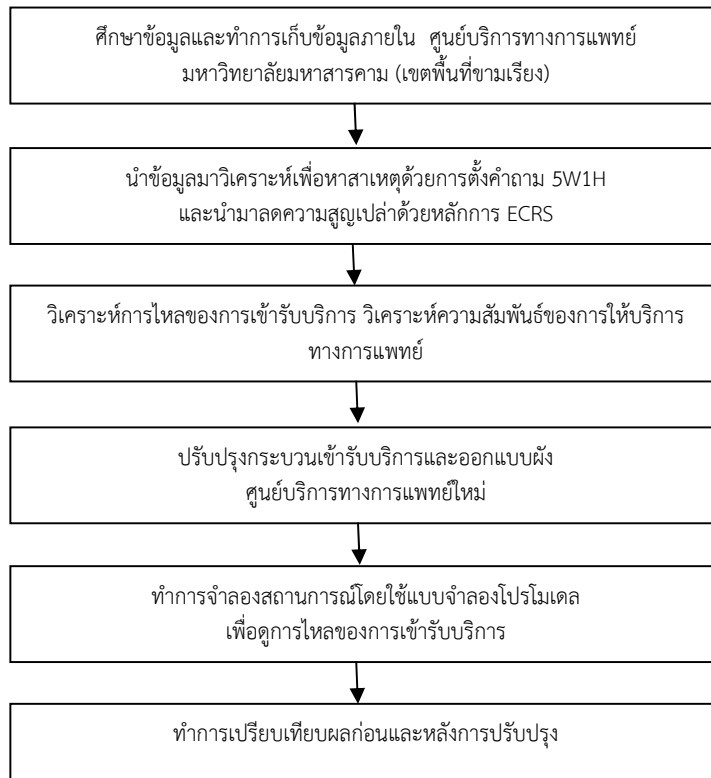 ศึกษาข้อมูลและทำการเก็บข้อมูลภายใน ศูนย์บริการทางการแพทย์
มหาวิทยาลัยมหาสารคาม (เขตพื้นที่ขามเรียง)
นำข้อมูลมาวิเคราะห์เพื่อหาสาเหตุด้วยการตั้งคำถาม 5W1H
และนำมาลดความสูญเปล่าด้วยหลักการ ECRS
วิเคราะห์การไหลของการเข้ารับบริการ วิเคราะห์ความสัมพันธ์ของการให้บริการ
ทางการแพทย์
ปรับปรุงกระบวนเข้ารับบริการและออกแบบผัง
ศูนย์บริการทางการแพทย์ใหม่
ทำการจำลองสถานการณ์โดยใช้แบบจำลองโปรโมเดล
เพื่อดูการไหลของการเข้ารับบริการ
ทำการเปรียบเทียบผลก่อนและหลังการปรับปรุง